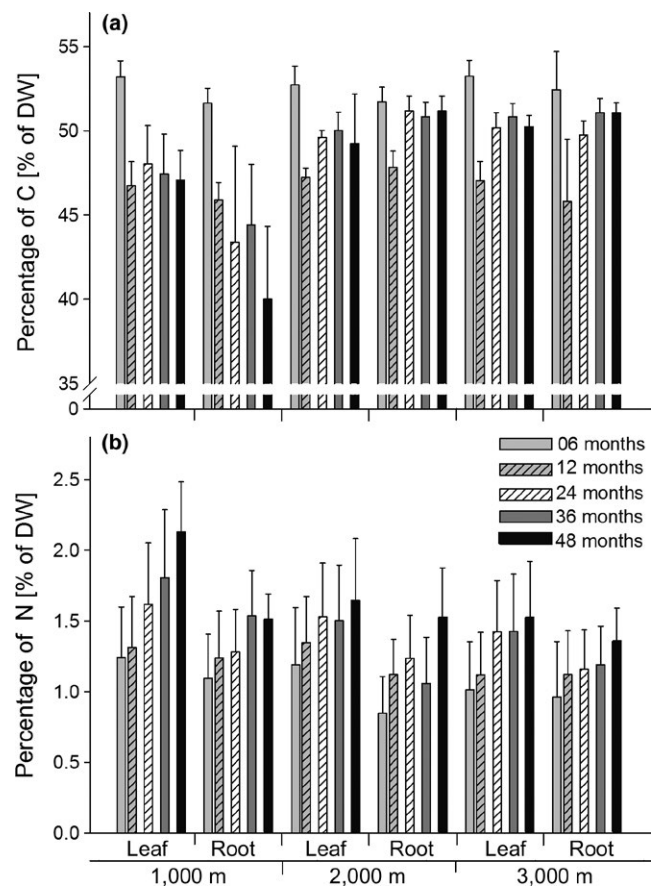 (a)
Percentage of C [% of DW]
55
50
45
40
35
0
(b)
Percentage of N [% of DW]
2.5
2.0
1.5
1.0
0.5
0.0
06 months
12 months
24 months
36 months
48 months
Leaf Root Leaf Root Leaf Root
1,000 m 2,000 m 3,000 m